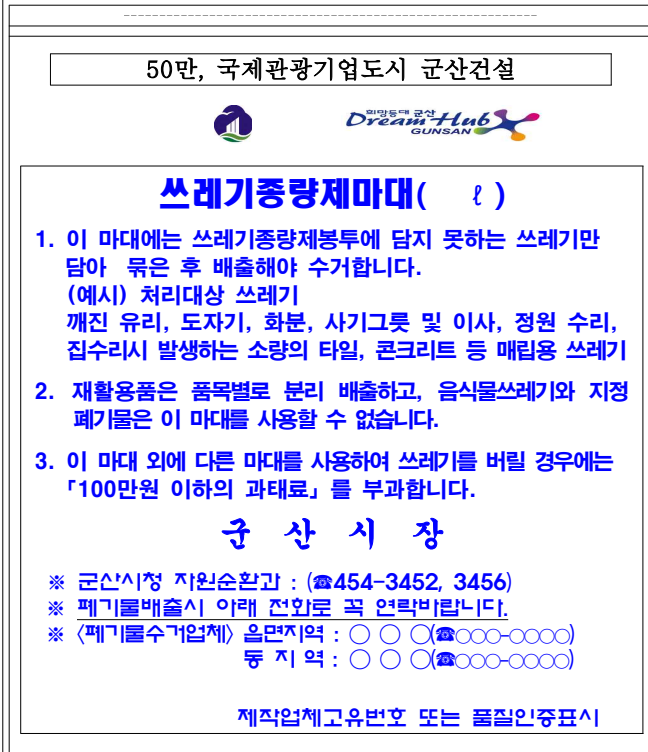 50만, 국제관광기업도시 군산건설
희망등대 군산
Dream Hub
GUNSAN
쓰레기종량제마대( ℓ )
1. 이 마대에는 쓰레기종량제봉투에 담지 못하는 쓰레기만
담아 묶은 후 배출해야 수거합니다.
(예시) 처리대상 쓰레기
깨진 유리, 도자기, 화분, 사기그릇 및 이사, 정원 수리,
집수리시 발생하는 소량의 타일, 콘크리트 등 매립용 쓰레기
2. 재활용품은 품목별로 분리 배출하고, 음식물쓰레기와 지정
폐기물은 이 마대를 사용할 수 없습니다.
3. 이 마대 외에 다른 마대를 사용하여 쓰레기를 버릴 경우에는
「100만원 이하의 과태료」를 부과합니다.
군 산 시 장
※ 군산시청 자원순환과 : (☎454-3452, 3456)
※ 폐기물배출시 아래 전화로 꼭 연락바랍니다.
※ 〈폐기물수거업체〉 읍면지역 : ○ ○ ○(☎○○○-○○○○)
동 지 역 : ○ ○ ○(☎○○○-○○○○)
제작업체고유번호 또는 품질인증표시